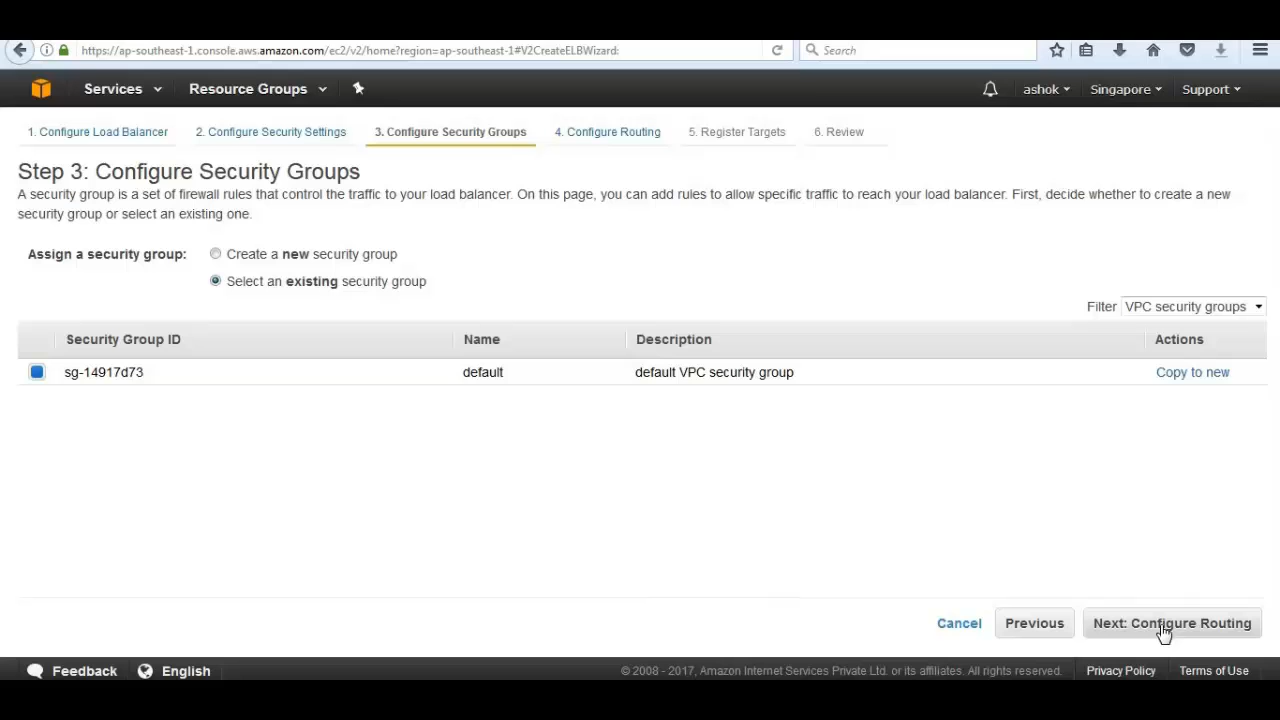 https://ap-southeast-1.console.aws.amazon.com/ec2/v2/home?region=ap-southeast-1#V2CreateELBWizard:
Search
Services
Resource Groups
ashok
Singapore
Support
1. Configure Load Balancer
2. Configure Security Settings
3. Configure Security Groups
4. Configure Routing
5. Register Targets
6. Review
Step 3: Configure Security Groups
A security group is a set of firewall rules that control the traffic to your load balancer. On this page, you can add rules to allow specific traffic to reach your load balancer. First, decide whether to create a new
security group or select an existing one.
Assign a security group:
Create a new security group
Select an existing security group
Filter VPC security groups
Security Group ID
Name
Description
Actions
sg-14917d73
default
default VPC security group
Copy to new
Cancel
Previous
Next: Configure Routing
Feedback
English
© 2008 - 2017, Amazon Internet Services Private Ltd. or its affiliates. All rights reserved.
Privacy Policy
Terms of Use